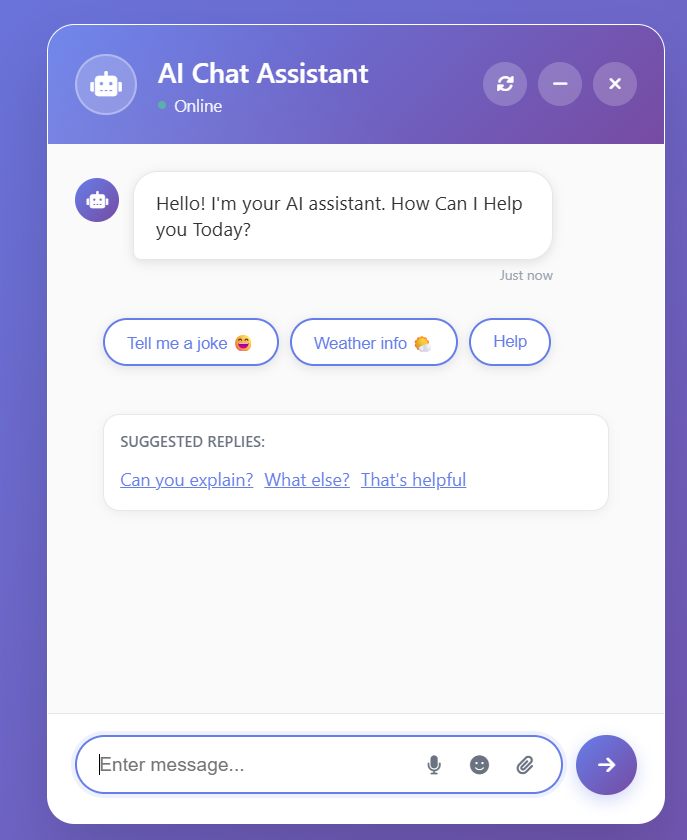 AI Chat Assistant
Online
Hello! I'm your AI assistant. How Can I Help
you Today?
Just now
Tell me a joke 😄 Weather info 🌤️ Help
SUGGESTED REPLIES:
Can you explain? What else? That's helpful
Enter message...